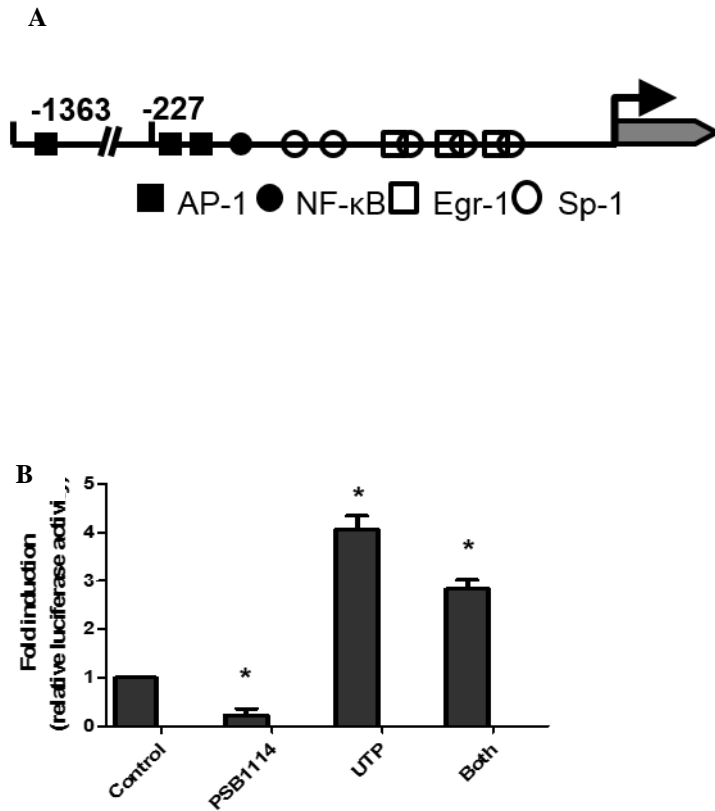 A
-1363 -227
AP-1 NF-κB Egr-1 Sp-1
B
Fold induction
(relative luciferase activity)
5
*
4
*
3
2
*
1
0
Control
PSB1114
UTP
Both